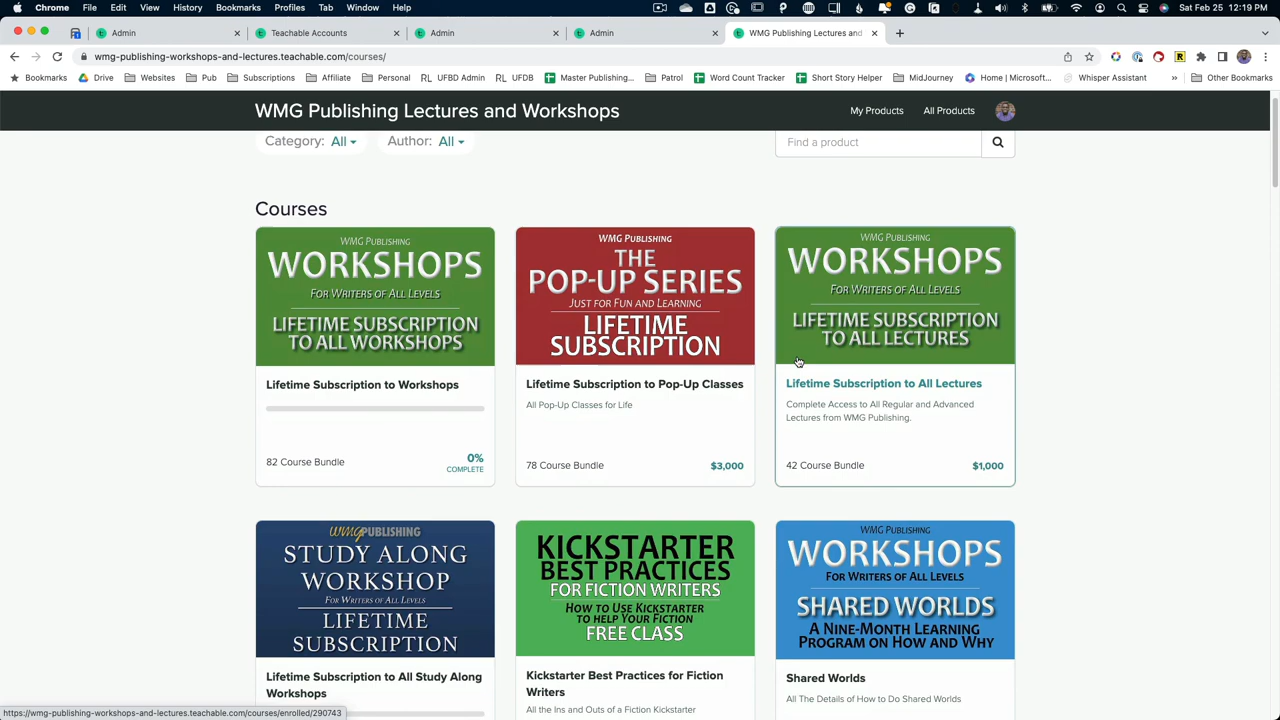 Chrome File Edit View History Bookmarks Profiles Tab Window Help Sat Feb 25 12:19 PM
Admin Teachable Accounts Admin Admin WMG Publishing Lectures and
wmg-publishing-workshops-and-lectures.teachable.com/courses/
Bookmarks Drive Websites Pub Subscriptions Affiliate Personal RL UFBD Admin RL UFDB Master Publishing... Patrol Word Count Tracker Short Story Helper MidJourney Home | Microsoft... Whisper Assistant » Other Bookmarks
WMG Publishing Lectures and Workshops My Products All Products
Category: All Author: All Find a product
Courses
WMG PUBLISHING
WORKSHOPS
FOR WRITERS OF ALL LEVELS
LIFETIME SUBSCRIPTION
TO ALL WORKSHOPS
Lifetime Subscription to Workshops
82 Course Bundle 0%
COMPLETE
WMG PUBLISHING
THE
POP-UP SERIES
JUST FOR FUN AND LEARNING
LIFETIME
SUBSCRIPTION
Lifetime Subscription to Pop-Up Classes
All Pop-Up Classes for Life
78 Course Bundle $3,000
WMG PUBLISHING
WORKSHOPS
FOR WRITERS OF ALL LEVELS
LIFETIME SUBSCRIPTION
TO ALL LECTURES
Lifetime Subscription to All Lectures
Complete Access to All Regular and Advanced
Lectures from WMG Publishing.
42 Course Bundle $1,000
WMGPUBLISHING
STUDY ALONG
WORKSHOP
FOR WRITERS OF ALL LEVELS
LIFETIME
SUBSCRIPTION
Lifetime Subscription to All Study Along
Workshops
KICKSTARTER
BEST PRACTICES
FOR FICTION WRITERS
HOW TO USE KICKSTARTER
TO HELP YOUR FICTION
FREE CLASS
Kickstarter Best Practices for Fiction
Writers
All the Ins and Outs of a Fiction Kickstarter
WMG PUBLISHING
WORKSHOPS
FOR WRITERS OF ALL LEVELS
SHARED WORLDS
A NINE-MONTH LEARNING
PROGRAM ON HOW AND WHY
Shared Worlds
All The Details of How to Do Shared Worlds
https://wmg-publishing-workshops-and-lectures.teachable.com/courses/enrolled/290743